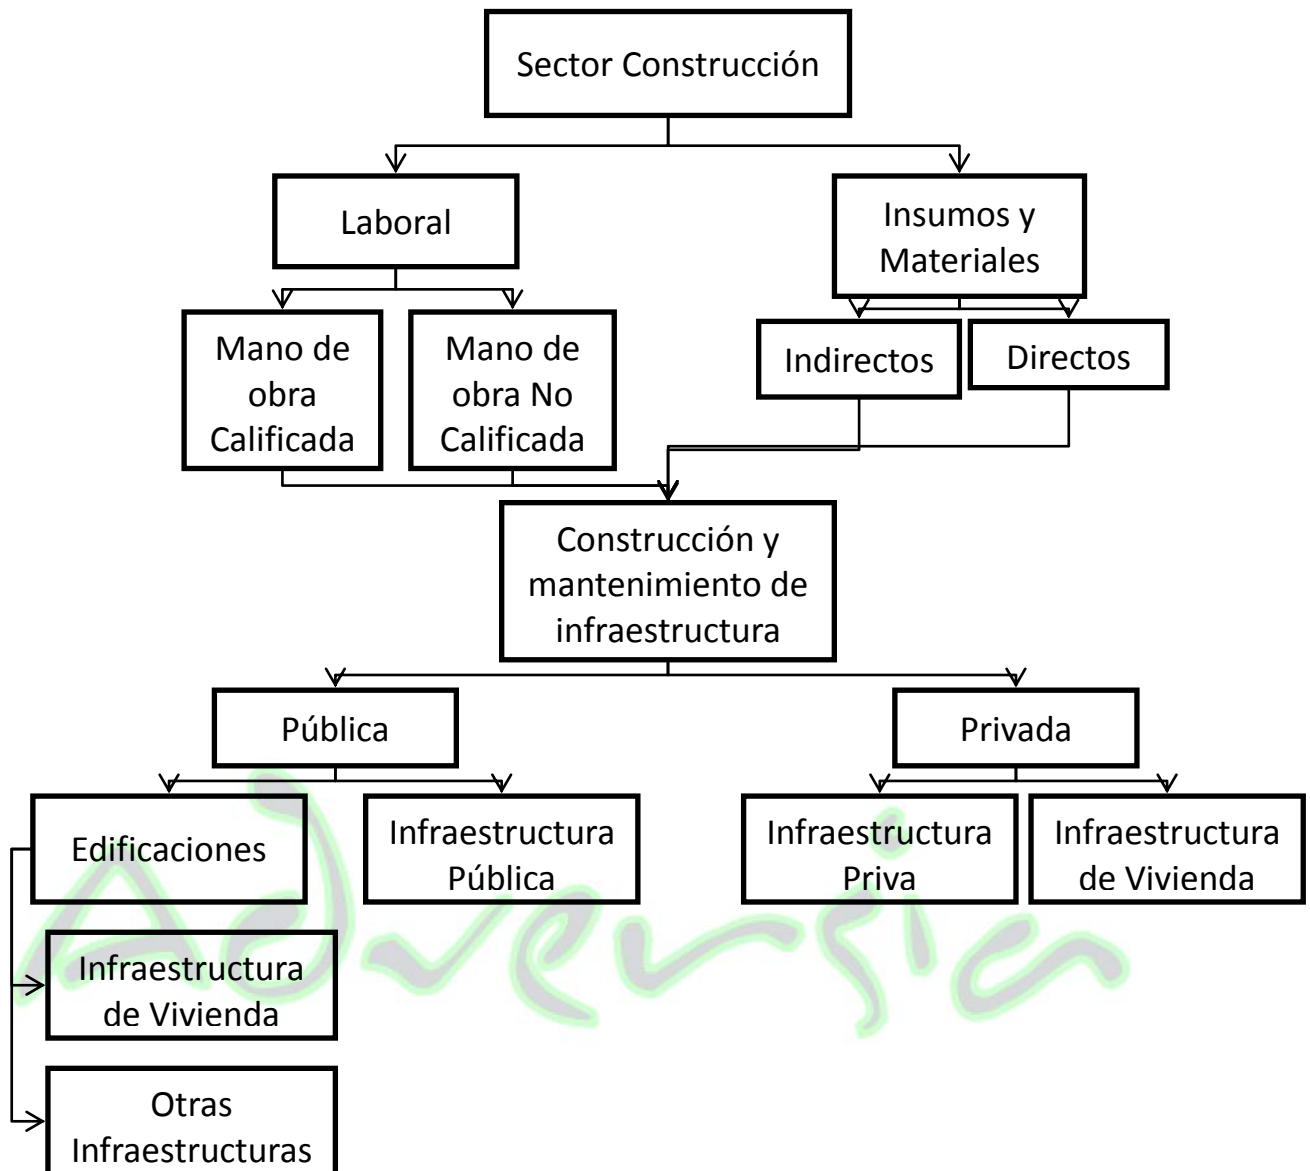 Sector Construcción
Laboral
Insumos y
Materiales
Mano de
obra
Calificada
Mano de
obra No
Calificada
Indirectos
Directos
Construcción y
mantenimiento de
infraestructura
Pública
Privada
Edificaciones
Infraestructura
Pública
Infraestructura
Priva
Infraestructura
de Vivienda
Infraestructura
de Vivienda
Otras
Infraestructuras
Adversia